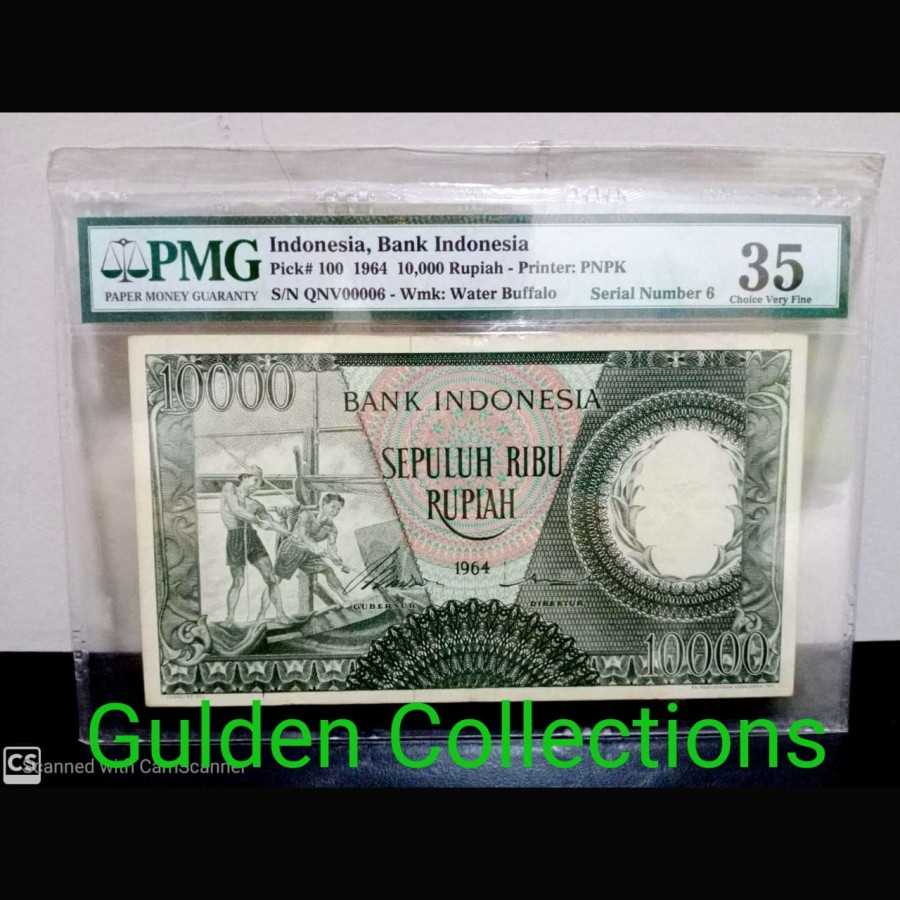 PMG
PAPER MONEY GUARANTY
Indonesia, Bank Indonesia
Pick# 100 1964 10,000 Rupiah - Printer: PNPK
S/N QNV00006 - Wmk: Water Buffalo Serial Number 6
35
Choice Very Fine
10000
BANK INDONESIA
SEPULUH RIBU
RUPIAH
1964
GUBERNUR
DIREKTUR
10000
Gulden Collections
CS
Scanned with CamScanner